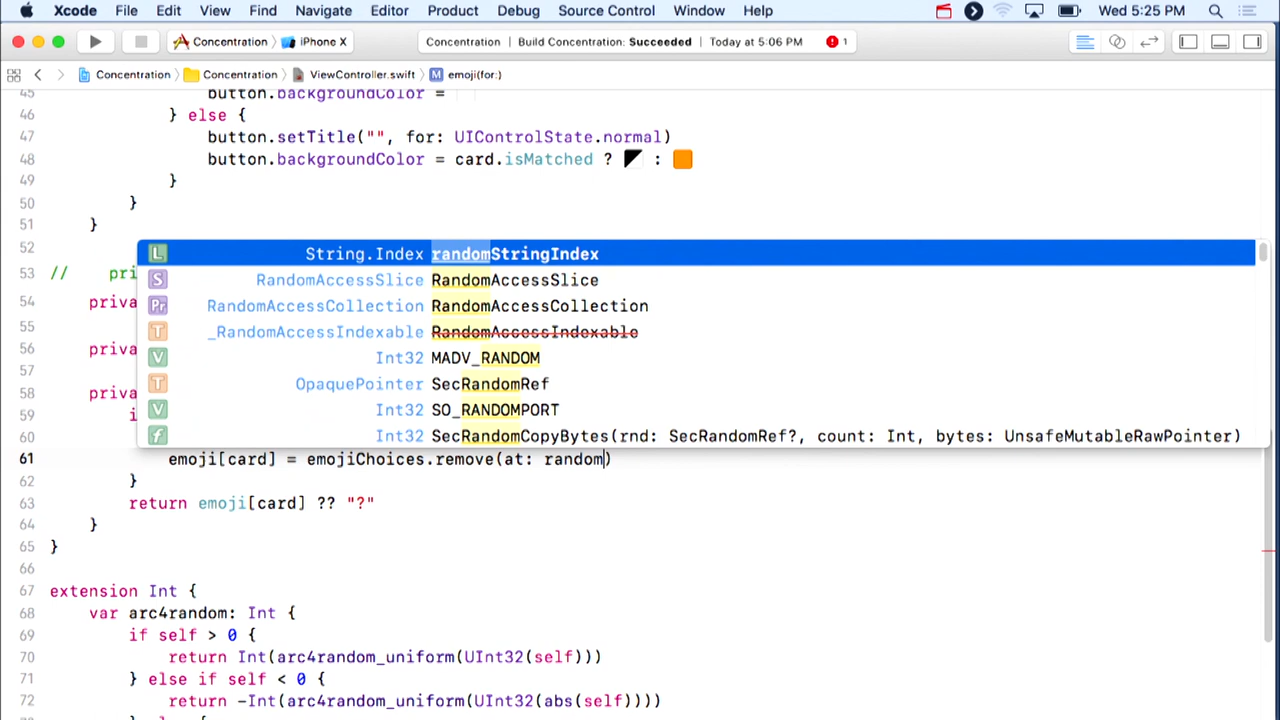 Xcode File Edit View Find Navigate Editor Product Debug Source Control Window Help Wed 5:25 PM
Concentration iPhone X Concentration | Build Concentration: Succeeded | Today at 5:06 PM 1
Concentration Concentration ViewController.swift M emoji(for:)
45 button.backgroundColor =
46 } else {
47 button.setTitle("", for: UIControlState.normal)
48 button.backgroundColor = card.isMatched ? :
49 }
50 }
51 }
52 L String.Index randomStringIndex
53 // pri S RandomAccessSlice RandomAccessSlice
54 priva Pr RandomAccessCollection RandomAccessCollection
55 T _RandomAccessIndexable RandomAccessIndexable
56 priva V Int32 MADV_RANDOM
57 T OpaquePointer SecRandomRef
58 priva V Int32 SO_RANDOMPORT
59 i
60 f Int32 SecRandomCopyBytes(rnd: SecRandomRef?, count: Int, bytes: UnsafeMutableRawPointer)
61 emoji[card] = emojiChoices.remove(at: random)
62 }
63 return emoji[card] ?? "?"
64 }
65 }
66
67 extension Int {
68 var arc4random: Int {
69 if self > 0 {
70 return Int(arc4random_uniform(UInt32(self)))
71 } else if self < 0 {
72 return -Int(arc4random_uniform(UInt32(abs(self))))
} else {